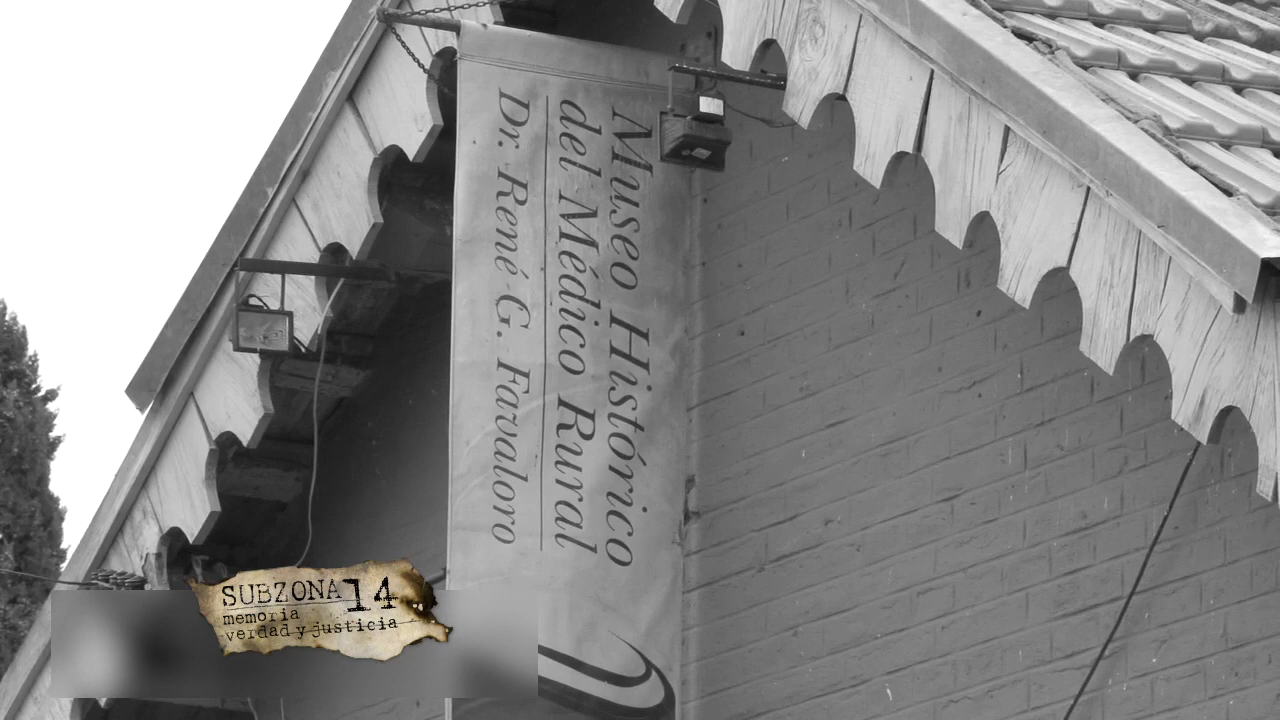 Museo Histórico
del Médico Rural
Dr. René G. Favaloro
SUBZONA 14
memoria
verdad y justicia